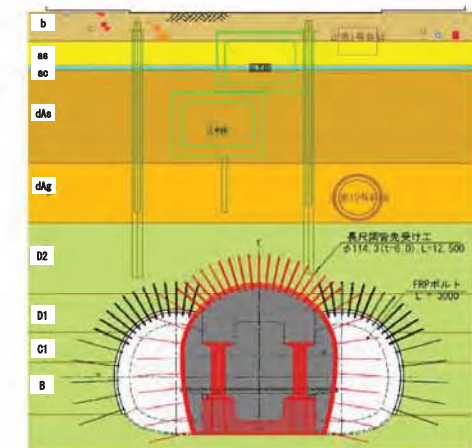 b
as
ac
dAs
dAg
D2
長尺鋼管先受け工
φ114.3(t=6.0), L=12,500
FRPボルト
L = 3000
D1
C1
B